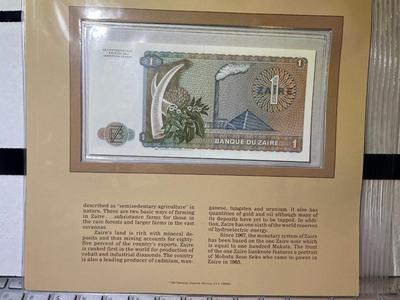 1
1
ZAÏRE
BANQUE DU ZAÏRE
1
described as "semisedentary agriculture" in
nature. There are two basic ways of farming
in Zaire . . . subsistance farms for those in
the rain forests and larger farms in the vast
savannas.
Zaire's land is rich with mineral de-
posits and thus mining accounts for eighty-
five percent of the country's exports. Zaire
is ranked first in the world for production of
cobalt and industrial diamonds. The country
is also a leading producer of cadmium, man-
ganese, tungsten and uranium. It also has
quantities of gold and oil although many of
its deposits have yet to be tapped. In addi-
tion, Zaire has one sixth of the world reserves
of hydroelectric energy.
Since 1967, the monetary system of Zaire
has been based on the one Zaire note which
is equal to one hundred Makuta. The front
of the one Zaire banknote features a portrait
of Mobutu Sese Seko who came to power in
Zaire in 1965.